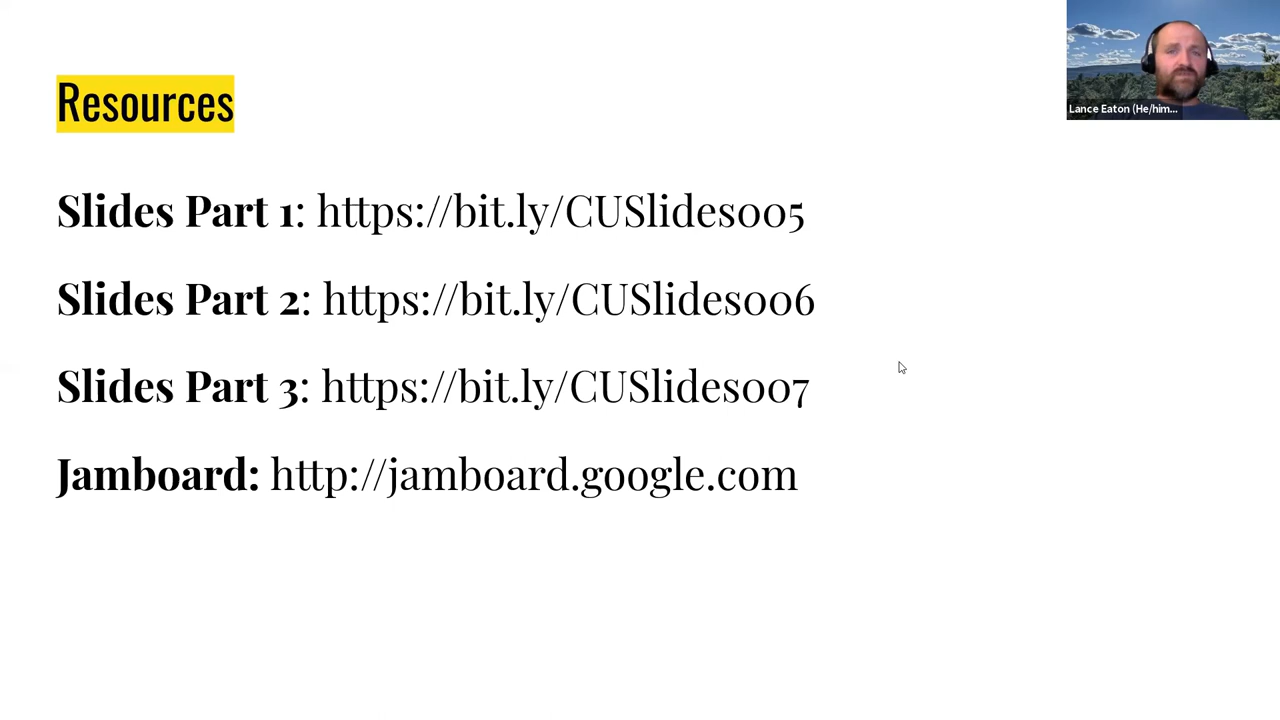 Resources
Lance Eaton (He/him...
Slides Part 1: https://bit.ly/CUSlides005
Slides Part 2: https://bit.ly/CUSlides006
Slides Part 3: https://bit.ly/CUSlides007
Jamboard: http://jamboard.google.com